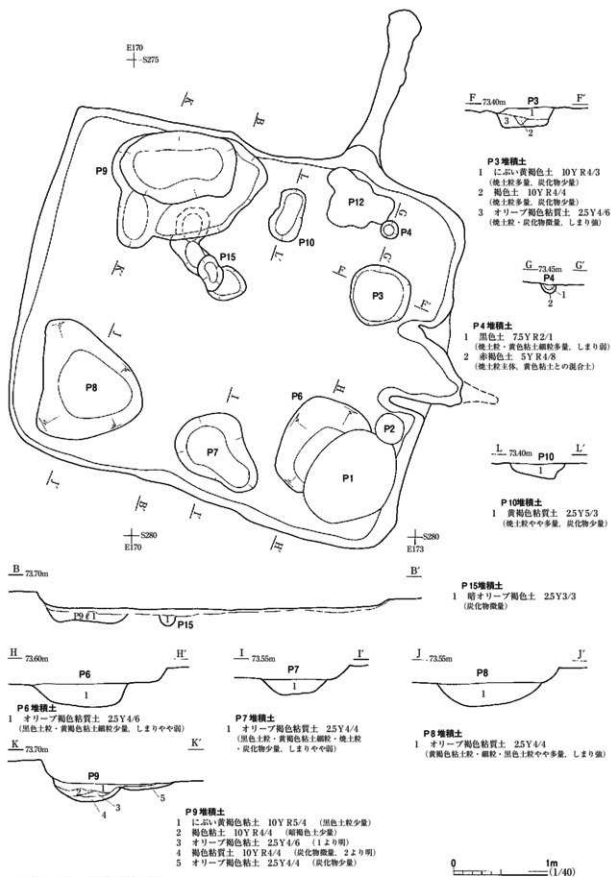 E170
S275
K
B
P9
L
P12
G
P4
P10
P15
L'
G'
F
P3
K'
F'
J
P8
I
H
P6
P2
P7
P1
J'
B'
I'
H'
S280
E170
S280
E173
F 73.40m P3 F'
1
3
2
P3堆積土
1 にぶい黄褐色土 10YR4/3
(焼土粒多量、炭化物少量)
2 褐色土 10YR4/4
(焼土粒多量、炭化物少量)
3 オリーブ褐色粘質土 2.5Y4/6
(焼土粒・炭化物微量、しまり強)
G 73.45m G'
P4
1
2
P4堆積土
1 黒色土 7.5YR2/1
(焼土粒・黄色粘土細粒多量、しまり弱)
2 赤褐色土 5YR4/8
(焼土粒主体、黄色粘土との混合土)
L 73.40m P10 L'
1
P10堆積土
1 黄褐色粘質土 2.5Y5/3
(焼土粒やや多量、炭化物少量)
B 73.70m B'
P9ℓ1
1
P15
P15堆積土
1 暗オリーブ褐色土 2.5Y3/3
(炭化物微量)
H 73.60m H'
P6
1
P6堆積土
1 オリーブ褐色粘質土 2.5Y4/6
(黒色土粒・黄褐色粘土細粒少量、しまりやや弱)
I 73.55m I'
P7
1
P7堆積土
1 オリーブ褐色粘質土 2.5Y4/4
(黒色土粒・黄褐色粘土細粒・焼土粒
・炭化物少量、しまりやや弱)
J 73.55m J'
P8
1
P8堆積土
1 オリーブ褐色粘質土 2.5Y4/4
(黄褐色粘土粒・細粒・黒色土粒やや多量、しまり強)
K 73.70m K'
P9
1
2
3
4
5
P9堆積土
1 にぶい黄褐色粘土 10YR5/4 (黒色土粒少量)
2 褐色粘土 10YR4/4 (暗褐色土少量)
3 オリーブ褐色粘土 2.5Y4/6 (1より明)
4 褐色粘質土 10YR4/4 (炭化物微量、2より明)
5 オリーブ褐色粘土 2.5Y4/4 (炭化物少量)
0 1m
(1/40)